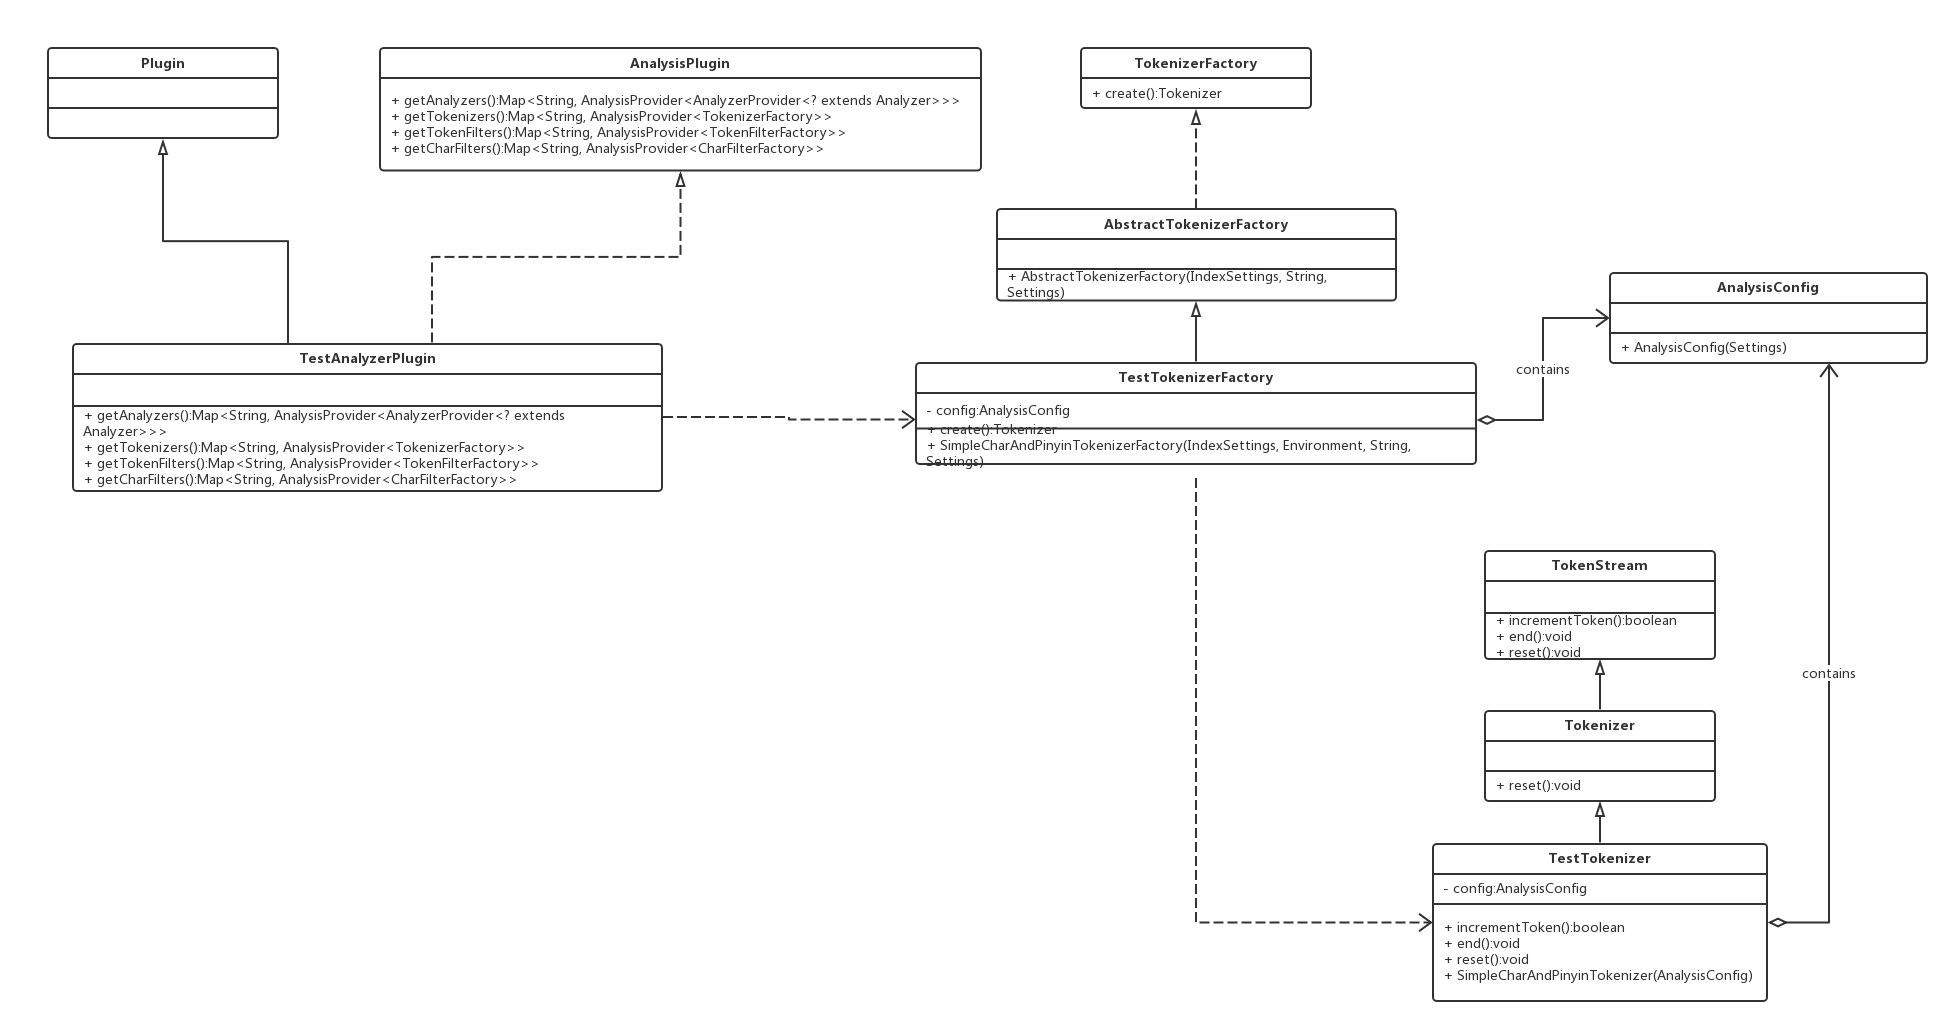 Plugin
AnalysisPlugin
+ getAnalyzers():Map<String, AnalysisProvider<AnalyzerProvider<? extends Analyzer>>>
+ getTokenizers():Map<String, AnalysisProvider<TokenizerFactory>>
+ getTokenFilters():Map<String, AnalysisProvider<TokenFilterFactory>>
+ getCharFilters():Map<String, AnalysisProvider<CharFilterFactory>>
TokenizerFactory
+ create():Tokenizer
AbstractTokenizerFactory
+ AbstractTokenizerFactory(IndexSettings, String,
Settings)
AnalysisConfig
+ AnalysisConfig(Settings)
TestAnalyzerPlugin
+ getAnalyzers():Map<String, AnalysisProvider<AnalyzerProvider<? extends
Analyzer>>>
+ getTokenizers():Map<String, AnalysisProvider<TokenizerFactory>>
+ getTokenFilters():Map<String, AnalysisProvider<TokenFilterFactory>>
+ getCharFilters():Map<String, AnalysisProvider<CharFilterFactory>>
TestTokenizerFactory
- config:AnalysisConfig
+ create():Tokenizer
+ SimpleCharAndPinyinTokenizerFactory(IndexSettings, Environment, String,
Settings)
contains
TokenStream
+ incrementToken():boolean
+ end():void
+ reset():void
contains
Tokenizer
+ reset():void
TestTokenizer
- config:AnalysisConfig
+ incrementToken():boolean
+ end():void
+ reset():void
+ SimpleCharAndPinyinTokenizer(AnalysisConfig)